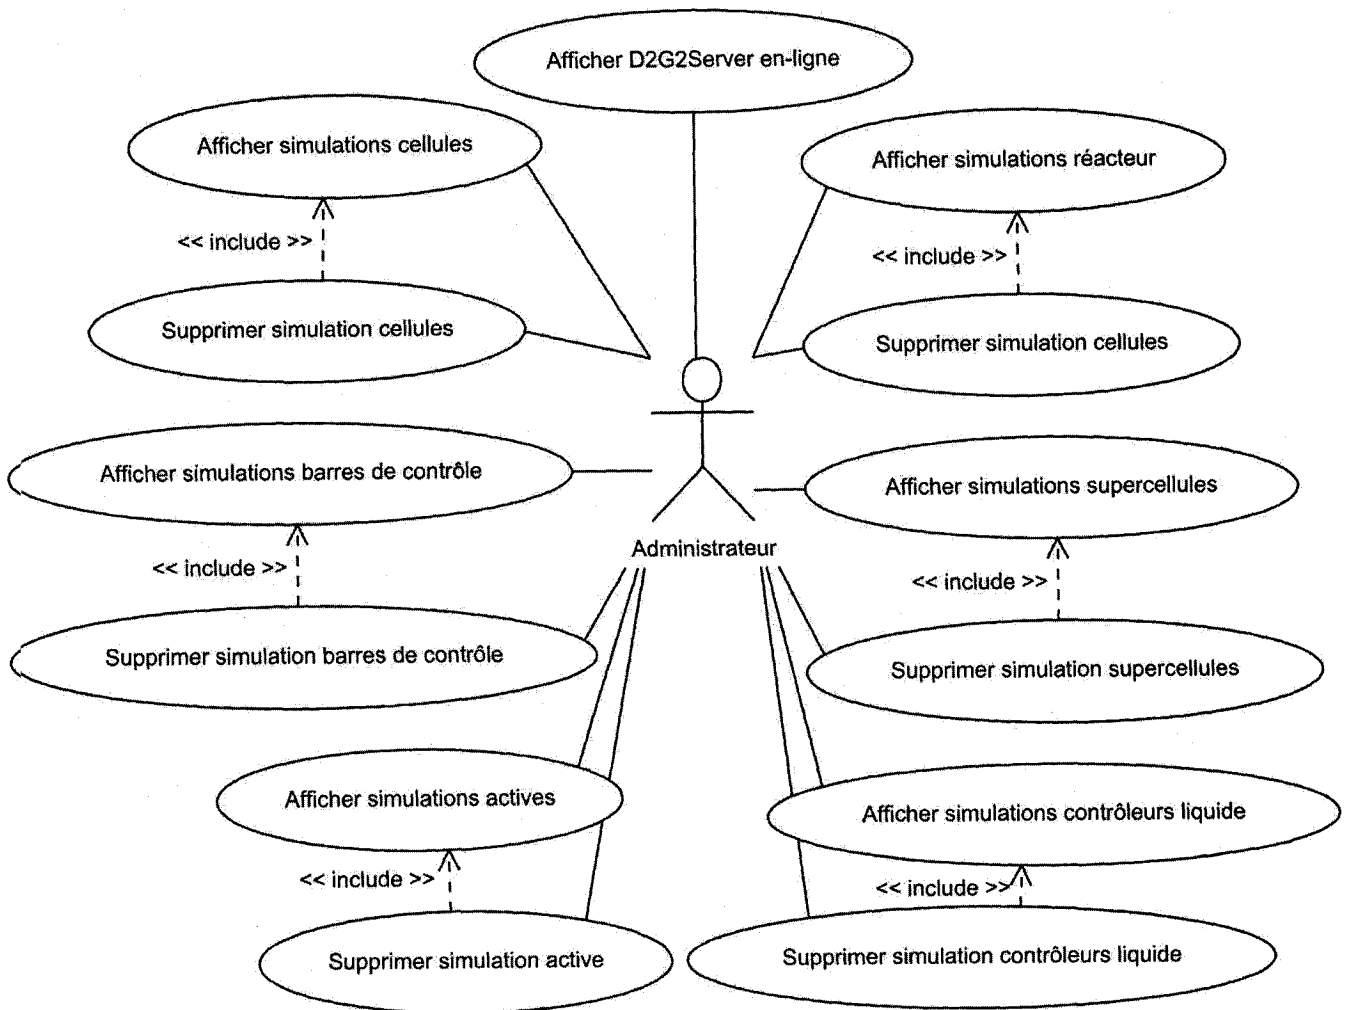 Afficher D2G2Server en-ligne
Afficher simulations cellules
Afficher simulations réacteur
<< include >>
<< include >>
Supprimer simulation cellules
Supprimer simulation cellules
Afficher simulations barres de contrôle
Afficher simulations supercellules
Administrateur
<< include >>
<< include >>
Supprimer simulation barres de contrôle
Supprimer simulation supercellules
Afficher simulations actives
Afficher simulations contrôleurs liquide
<< include >>
<< include >>
Supprimer simulation active
Supprimer simulation contrôleurs liquide